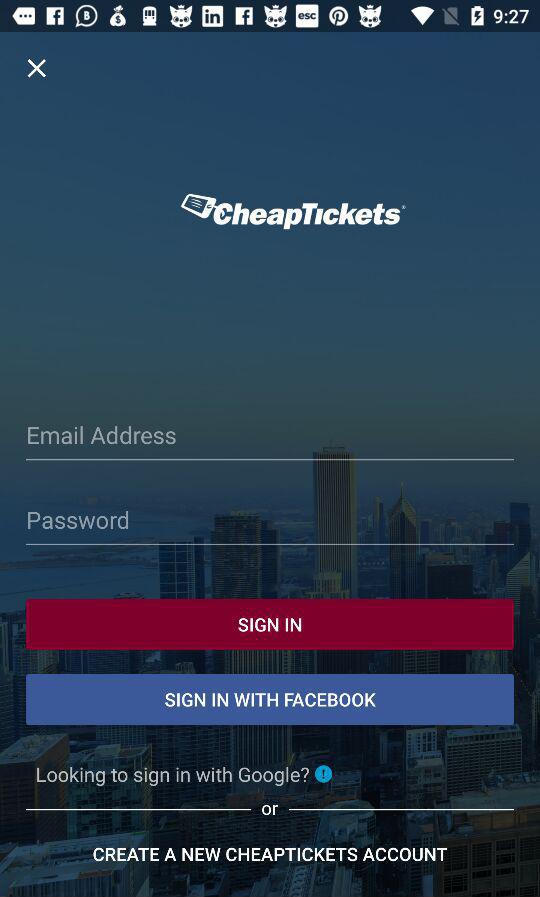 esc 9:27
CheapTickets
Email Address
Password
SIGN IN
SIGN IN WITH FACEBOOK
Looking to sign in with Google? !
or
CREATE A NEW CHEAPTICKETS ACCOUNT